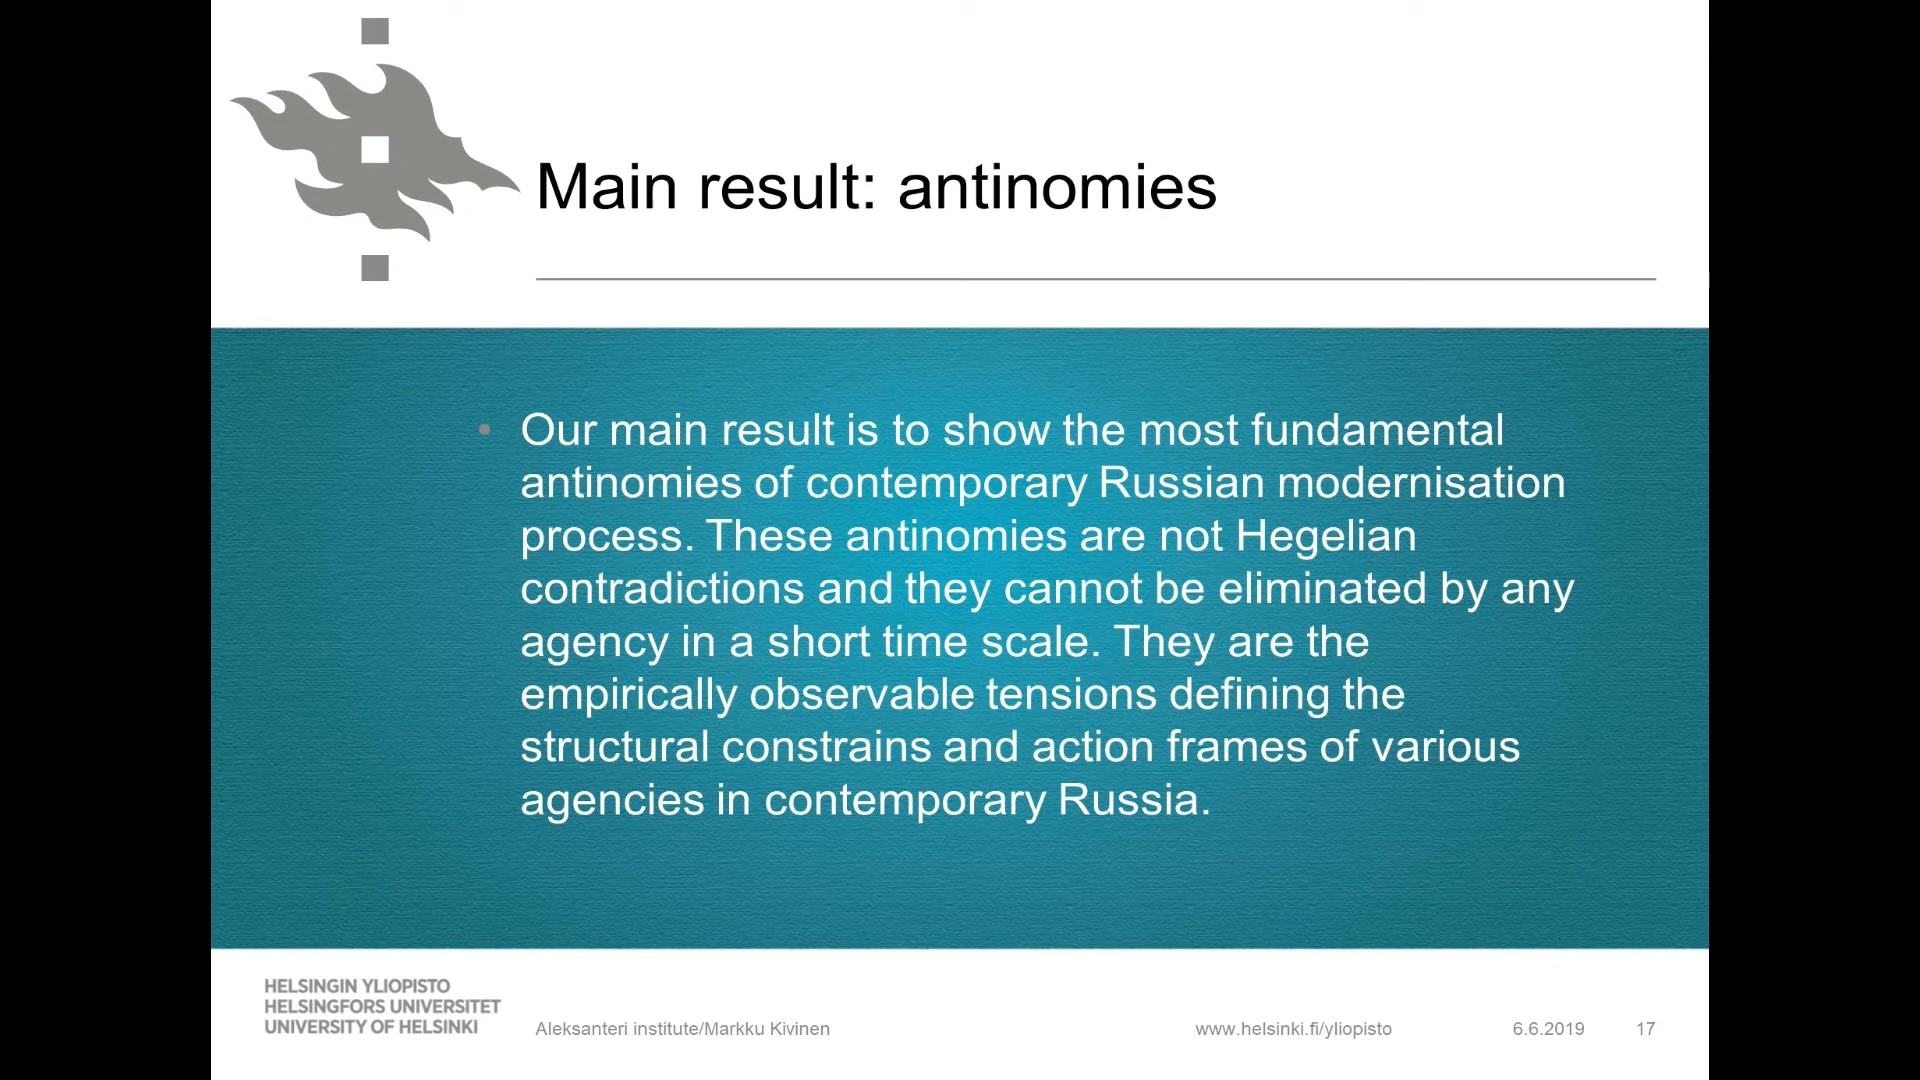 Main result: antinomies
• Our main result is to show the most fundamental
antinomies of contemporary Russian modernisation
process. These antinomies are not Hegelian
contradictions and they cannot be eliminated by any
agency in a short time scale. They are the
empirically observable tensions defining the
structural constrains and action frames of various
agencies in contemporary Russia.
HELSINGIN YLIOPISTO
HELSINGFORS UNIVERSITET
UNIVERSITY OF HELSINKI
Aleksanteri institute/Markku Kivinen
www.helsinki.fi/yliopisto
6.6.2019
17